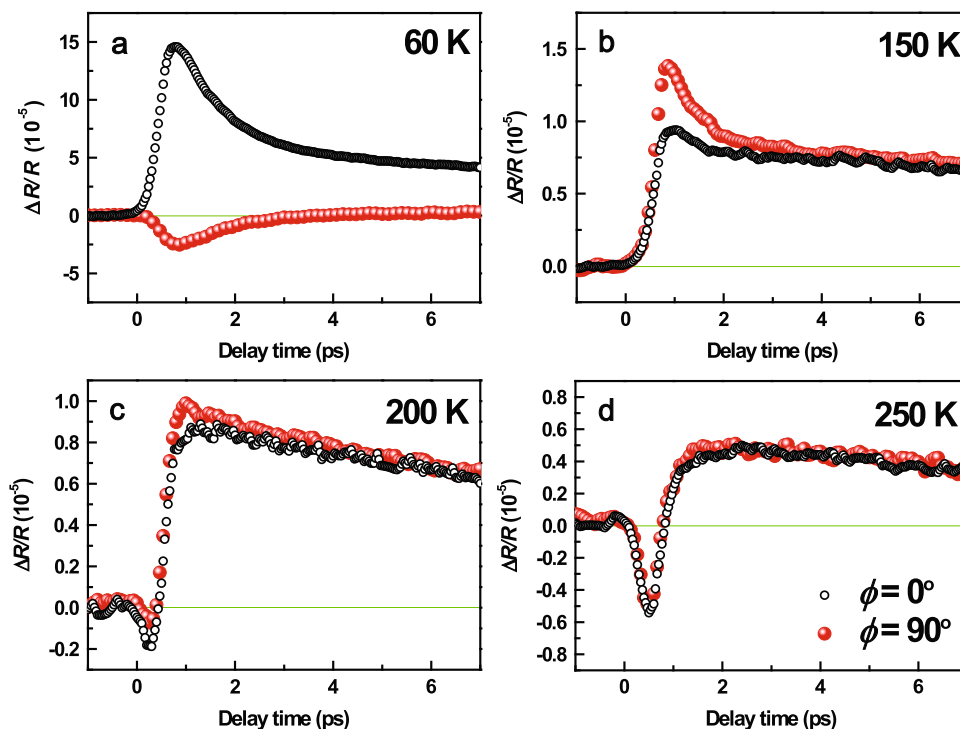 a
60 K
15
10
5
0
-5
ΔR/R (10⁻⁵)
0
2
4
6
Delay time (ps)
b
150 K
1.5
1.0
0.5
0.0
ΔR/R (10⁻⁵)
0
2
4
6
Delay time (ps)
c
200 K
1.0
0.8
0.6
0.4
0.2
0.0
-0.2
ΔR/R (10⁻⁵)
0
2
4
6
Delay time (ps)
d
250 K
0.8
0.6
0.4
0.2
0.0
-0.2
-0.4
-0.6
-0.8
ΔR/R (10⁻⁵)
ϕ = 0°
ϕ = 90°
0
2
4
6
Delay time (ps)